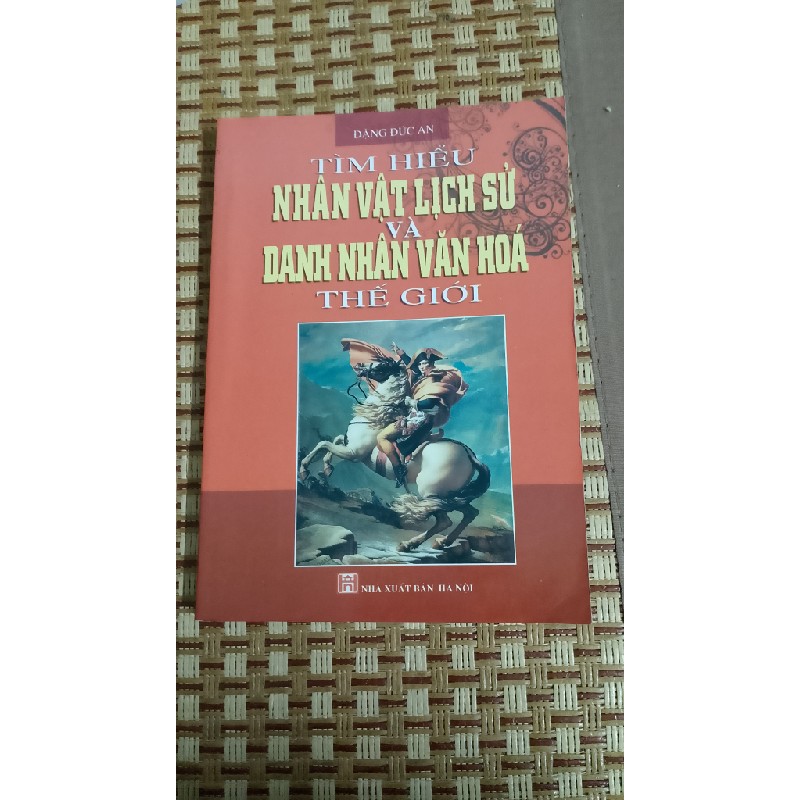 ĐẶNG ĐỨC AN
TÌM HIỂU
NHÂN VẬT LỊCH SỬ
VÀ
DANH NHÂN VĂN HOÁ
THẾ GIỚI
NHÀ XUẤT BẢN HÀ NỘI